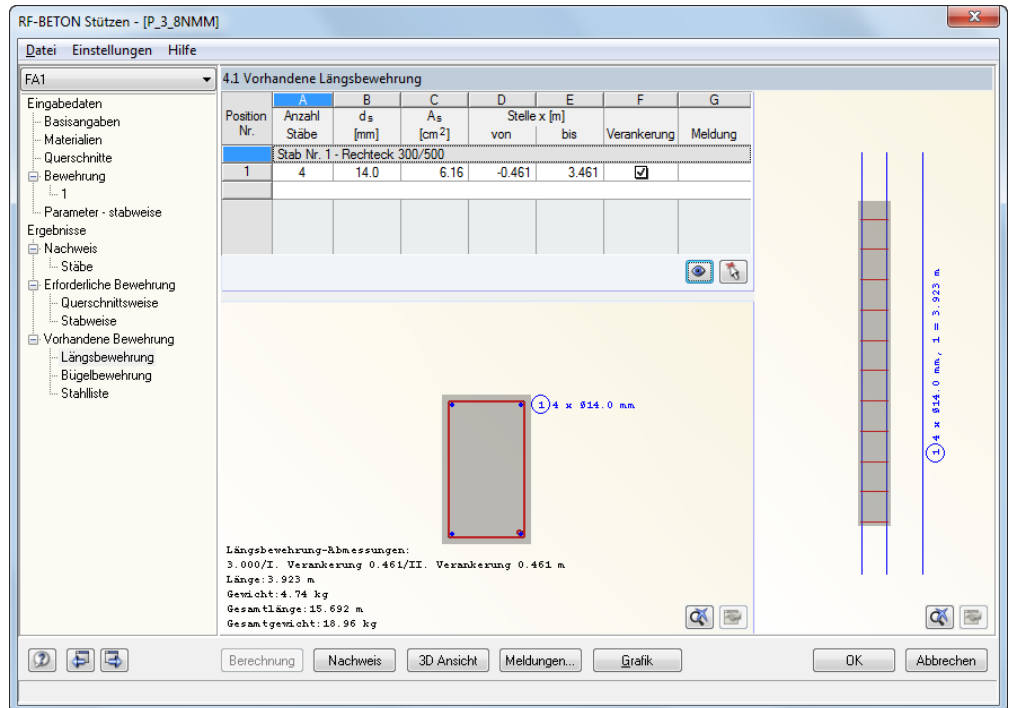 RF-BETON Stützen - [P_3_8NMM]
Datei Einstellungen Hilfe
FA1
Eingabedaten
Basisangaben
Materialien
Querschnitte
Bewehrung
1
Parameter - stabweise
Ergebnisse
Nachweis
Stäbe
Erforderliche Bewehrung
Querschnittsweise
Stabweise
Vorhandene Bewehrung
Längsbewehrung
Bügelbewehrung
Stahlliste
4.1 Vorhandene Längsbewehrung
A B C D E F G
Position Anzahl ds As Stelle x [m]
Nr. Stäbe [mm] [cm²] von bis Verankerung Meldung
Stab Nr. 1 - Rechteck 300/500
1 4 14.0 6.16 -0.461 3.461
1 4 x Ø14.0 mm
Längsbewehrung-Abmessungen:
3.000/I. Verankerung 0.461/II. Verankerung 0.461 m
Länge:3.923 m
Gewicht:4.74 kg
Gesamtlänge:15.692 m
Gesamtgewicht:18.96 kg
1 4 x Ø14.0 mm, l = 3.923 m
Berechnung Nachweis 3D Ansicht Meldungen... Grafik OK Abbrechen